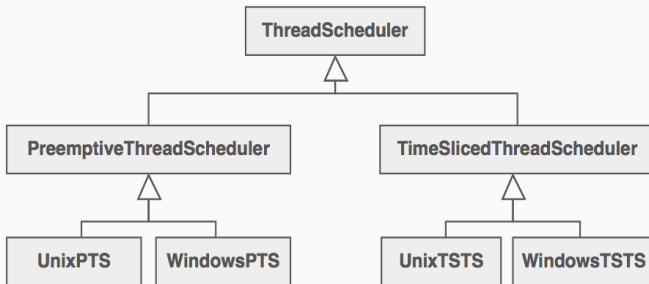 ThreadScheduler
PreemptiveThreadScheduler
TimeSlicedThreadScheduler
UnixPTS
WindowsPTS
UnixTSTS
WindowsTSTS